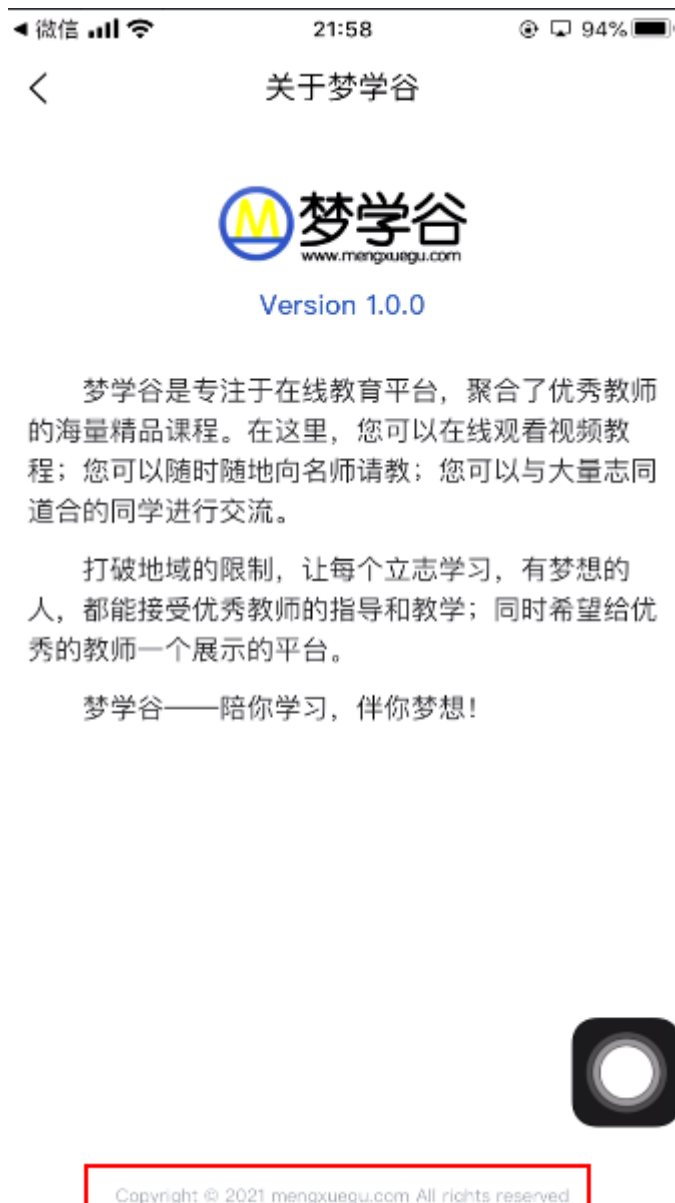 微信
21:58
94%
关于梦学谷
M梦学谷
www.mengxuegu.com
Version 1.0.0
梦学谷是专注于在线教育平台，聚合了优秀教师
的海量精品课程。在这里，您可以在线观看视频教
程；您可以随时随地向名师请教；您可以与大量志同
道合的同学进行交流。
打破地域的限制，让每个立志学习，有梦想的
人，都能接受优秀教师的指导和教学；同时希望给优
秀的教师一个展示的平台。
梦学谷——陪你学习，伴你梦想！
Copyright © 2021 mengxuegu.com All rights reserved